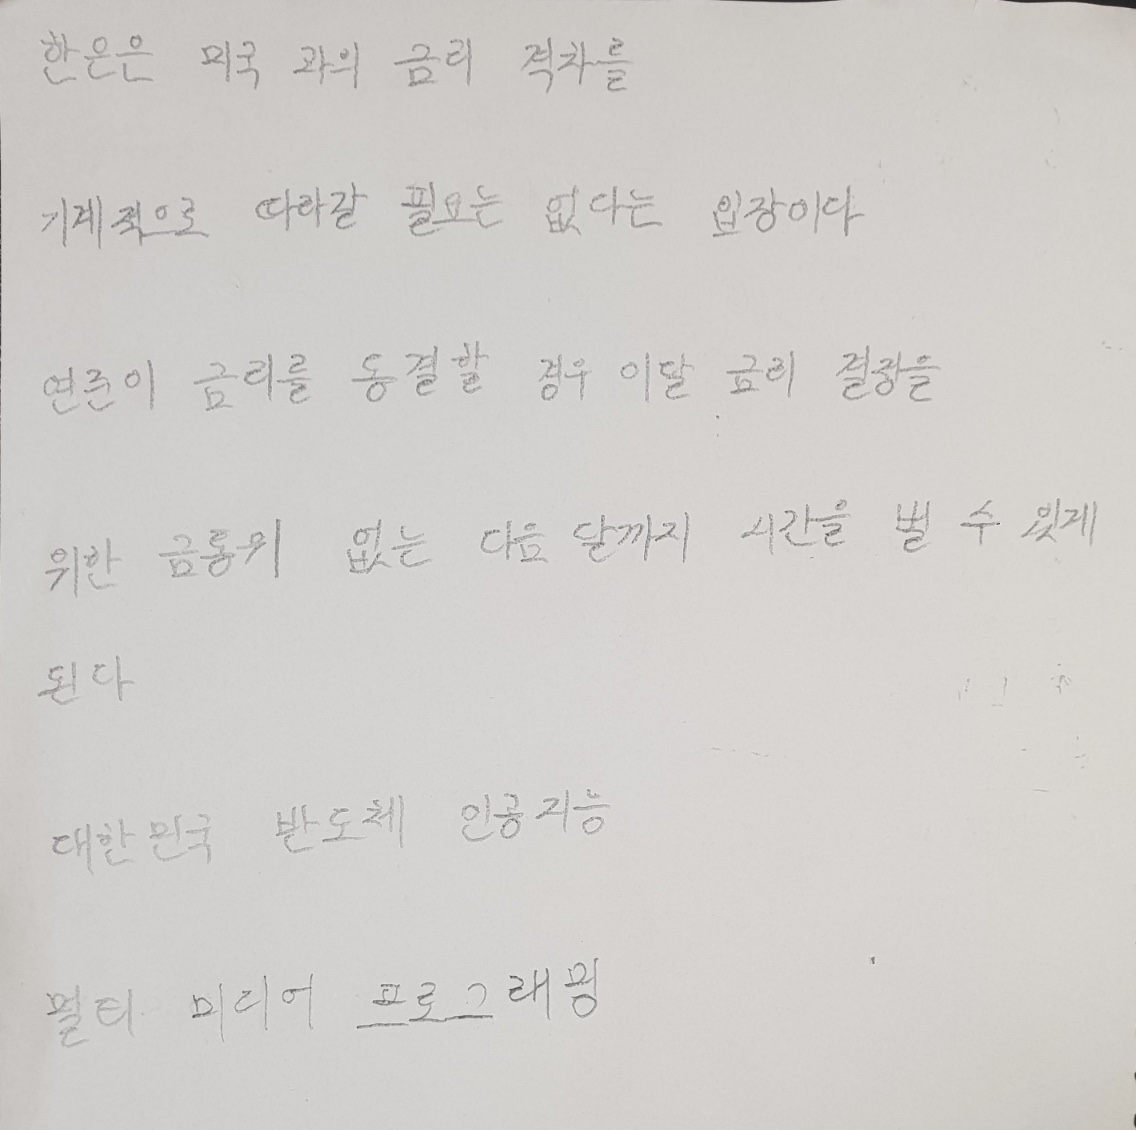 한은은 미국 과의 금리 격차를
기계적으로 따라갈 필요는 없다는 입장이다
연준이 금리를 동결할 경우 이달 금리 결정을
위한 금통위 없는 다음 달까지 시간을 벌 수 있게
된다
대한민국 반도체 인공지능
멀티 미디어 프로그래밍